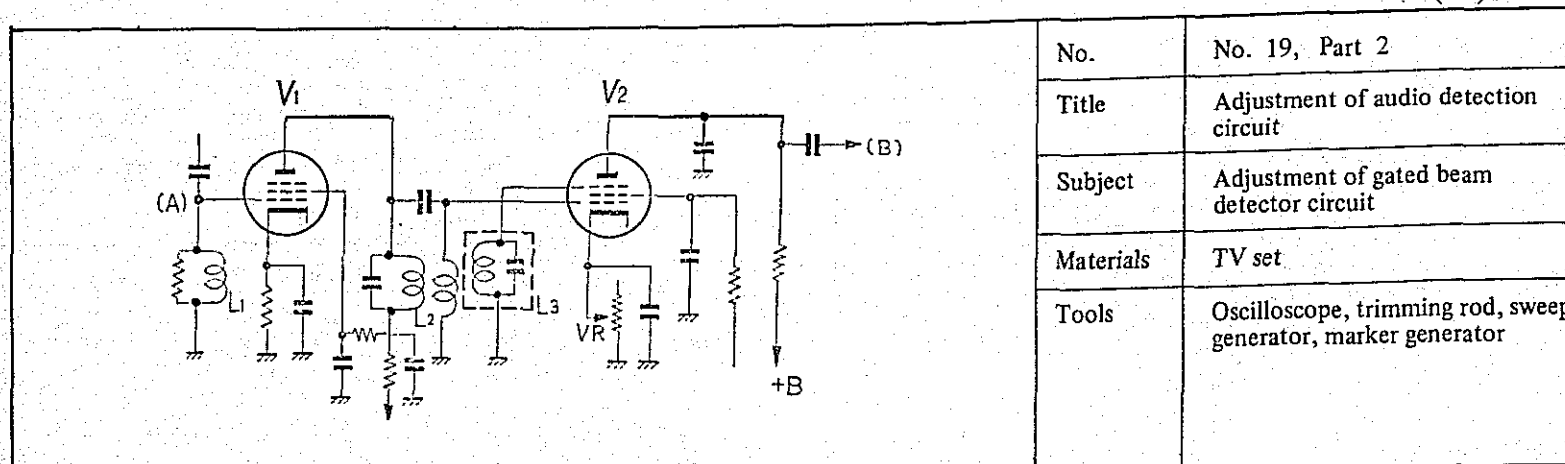 V1
V2
(A)
(B)
L1
L2
L3
VR
+B
No.
No. 19, Part 2
Title
Adjustment of audio detection
circuit
Subject
Adjustment of gated beam
detector circuit
Materials
TV set
Tools
Oscilloscope, trimming rod, sweep
generator, marker generator